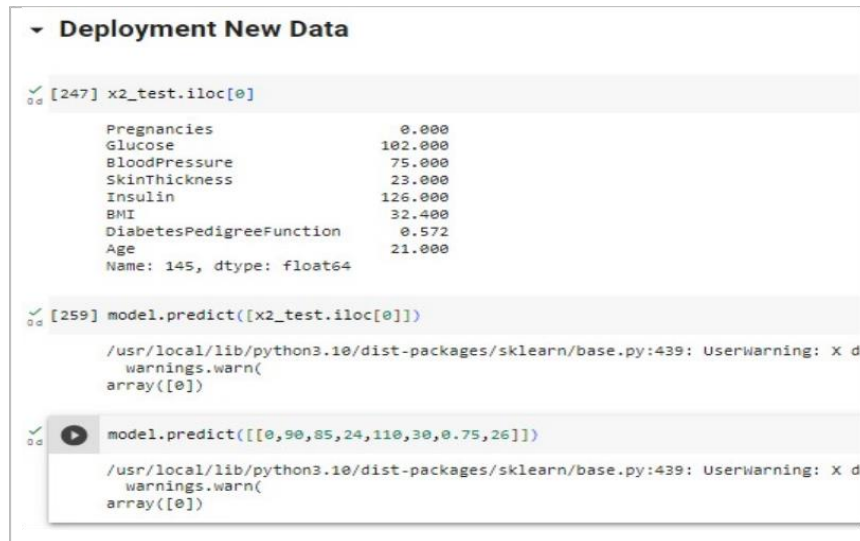 Deployment New Data
[247] x2_test.iloc[0]
Pregnancies 0.000
Glucose 102.000
BloodPressure 75.000
SkinThickness 23.000
Insulin 126.000
BMI 32.400
DiabetesPedigreeFunction 0.572
Age 21.000
Name: 145, dtype: float64
0 d
[259] model.predict([x2_test.iloc[0]])
0 d
/usr/local/lib/python3.10/dist-packages/sklearn/base.py:439: UserWarning: X d
warnings.warn(
array([0])
model.predict([[0,90,85,24,110,30,0.75,26]])
0 d
/usr/local/lib/python3.10/dist-packages/sklearn/base.py:439: UserWarning: X d
warnings.warn(
array([0])